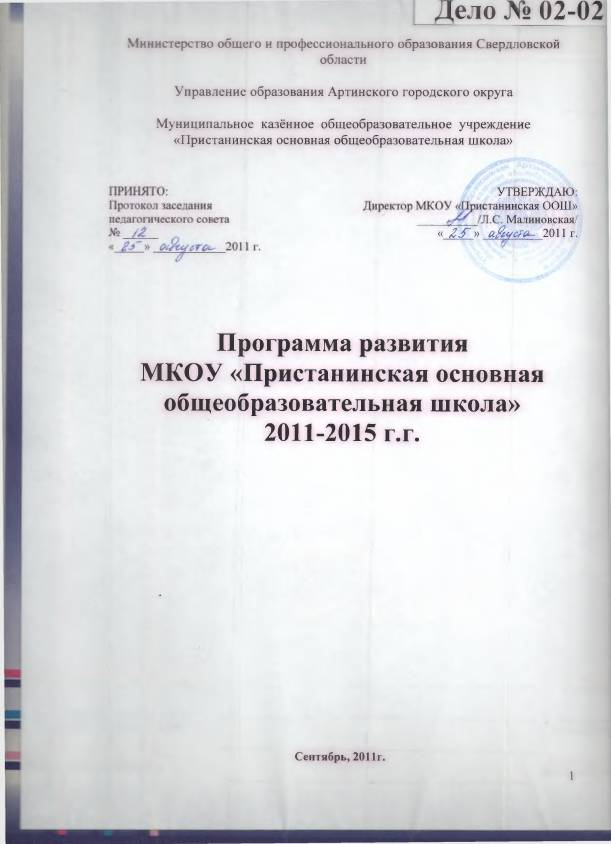 Дело № 02-02
Министерство общего и профессионального образования Свердловской
области
Управление образования Артинского городского округа
Муниципальное казённое общеобразовательное учреждение
«Пристанинская основная общеобразовательная школа»
ПРИНЯТО:
Протокол заседания
педагогического совета
№ 12
« 25 » августа 2011 г.
УТВЕРЖДАЮ:
Директор МКОУ «Пристанинская ООШ»
/Л.С. Малиновская/
« 25 » августа 2011 г.
Программа развития
МКОУ «Пристанинская основная
общеобразовательная школа»
2011-2015 г.г.
Сентябрь, 2011г.
1